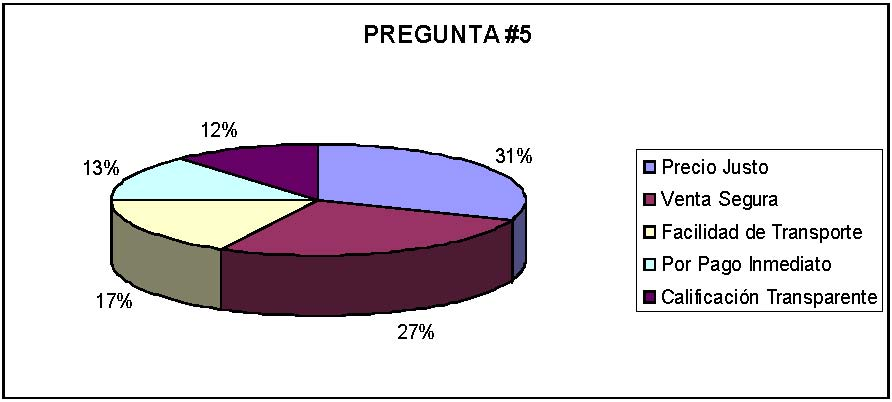 PREGUNTA #5
12%
31%
13%
17%
27%
Precio Justo
Venta Segura
Facilidad de Transporte
Por Pago Inmediato
Calificación Transparente